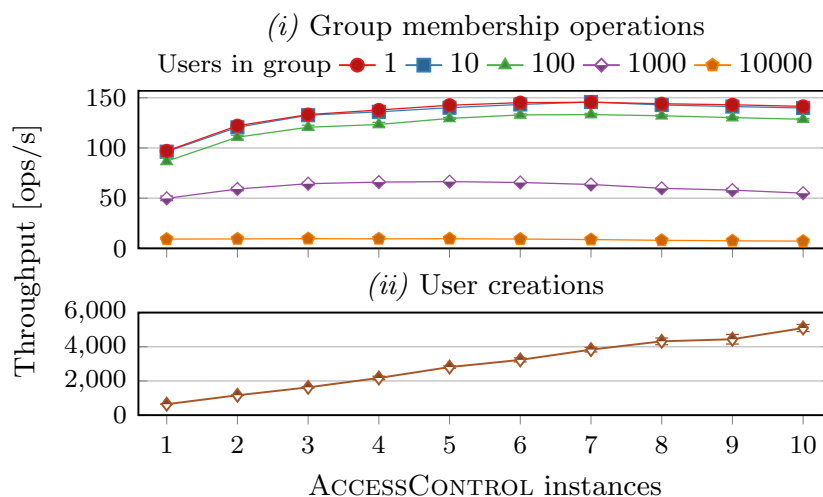 (i) Group membership operations
Users in group 1 10 100 1000 10000
Throughput [ops/s]
150
100
50
0
(ii) User creations
6,000
4,000
2,000
0
1 2 3 4 5 6 7 8 9 10
ACCESSCONTROL instances